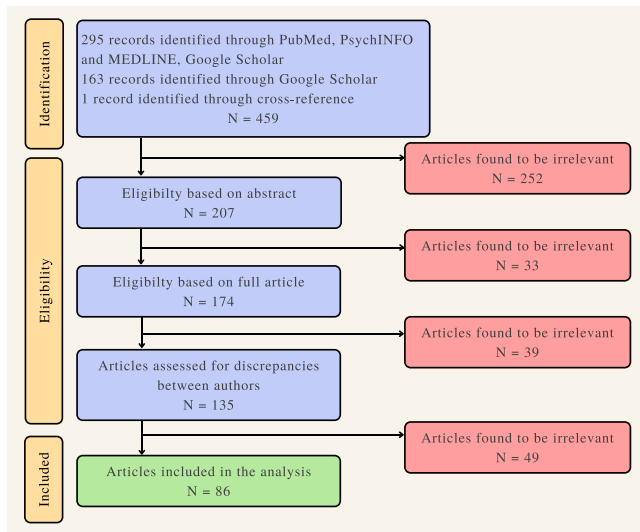 Identification
295 records identified through PubMed, PsychINFO
and MEDLINE, Google Scholar
163 records identified through Google Scholar
1 record identified through cross-reference
N = 459
Articles found to be irrelevant
N = 252
Eligibility
Eligibilty based on abstract
N = 207
Articles found to be irrelevant
N = 33
Eligibilty based on full article
N = 174
Articles found to be irrelevant
N = 39
Articles assessed for discrepancies
between authors
N = 135
Articles found to be irrelevant
N = 49
Included
Articles included in the analysis
N = 86